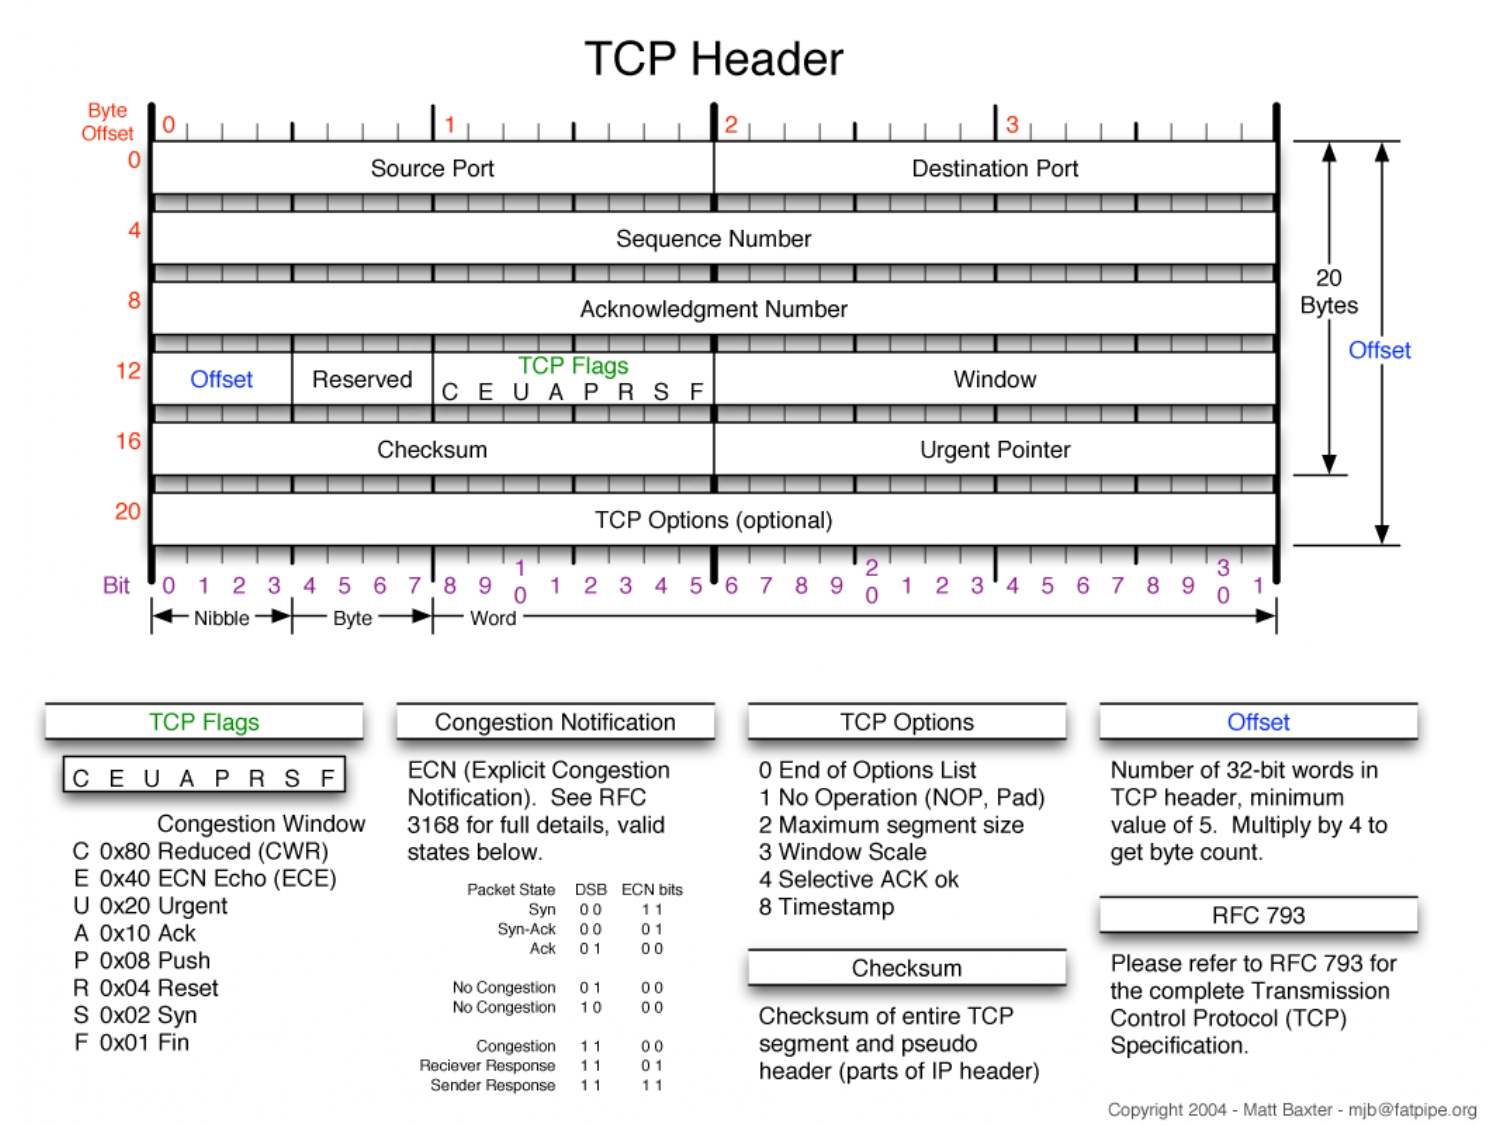 TCP Header
Byte
Offset
0 1 2 3
0 Source Port Destination Port
4 Sequence Number
8 Acknowledgment Number
20
Bytes
Offset
12 Offset Reserved TCP Flags Window
C E U A P R S F
16 Checksum Urgent Pointer
20 TCP Options (optional)
Bit 0 1 2 3 4 5 6 7 8 9 10 1 2 3 4 5 6 7 8 9 20 1 2 3 4 5 6 7 8 9 30 1
Nibble Byte Word
TCP Flags
C E U A P R S F
Congestion Window
C 0x80 Reduced (CWR)
E 0x40 ECN Echo (ECE)
U 0x20 Urgent
A 0x10 Ack
P 0x08 Push
R 0x04 Reset
S 0x02 Syn
F 0x01 Fin
Congestion Notification
ECN (Explicit Congestion
Notification). See RFC
3168 for full details, valid
states below.
Packet State DSB ECN bits
Syn 0 0 1 1
Syn-Ack 0 0 0 1
Ack 0 1 0 0
No Congestion 0 1 0 0
No Congestion 1 0 0 0
Congestion 1 1 0 0
Reciever Response 1 1 0 1
Sender Response 1 1 1 1
TCP Options
0 End of Options List
1 No Operation (NOP, Pad)
2 Maximum segment size
3 Window Scale
4 Selective ACK ok
8 Timestamp
Checksum
Checksum of entire TCP
segment and pseudo
header (parts of IP header)
Offset
Number of 32-bit words in
TCP header, minimum
value of 5. Multiply by 4 to
get byte count.
RFC 793
Please refer to RFC 793 for
the complete Transmission
Control Protocol (TCP)
Specification.
Copyright 2004 - Matt Baxter - mjb@fatpipe.org